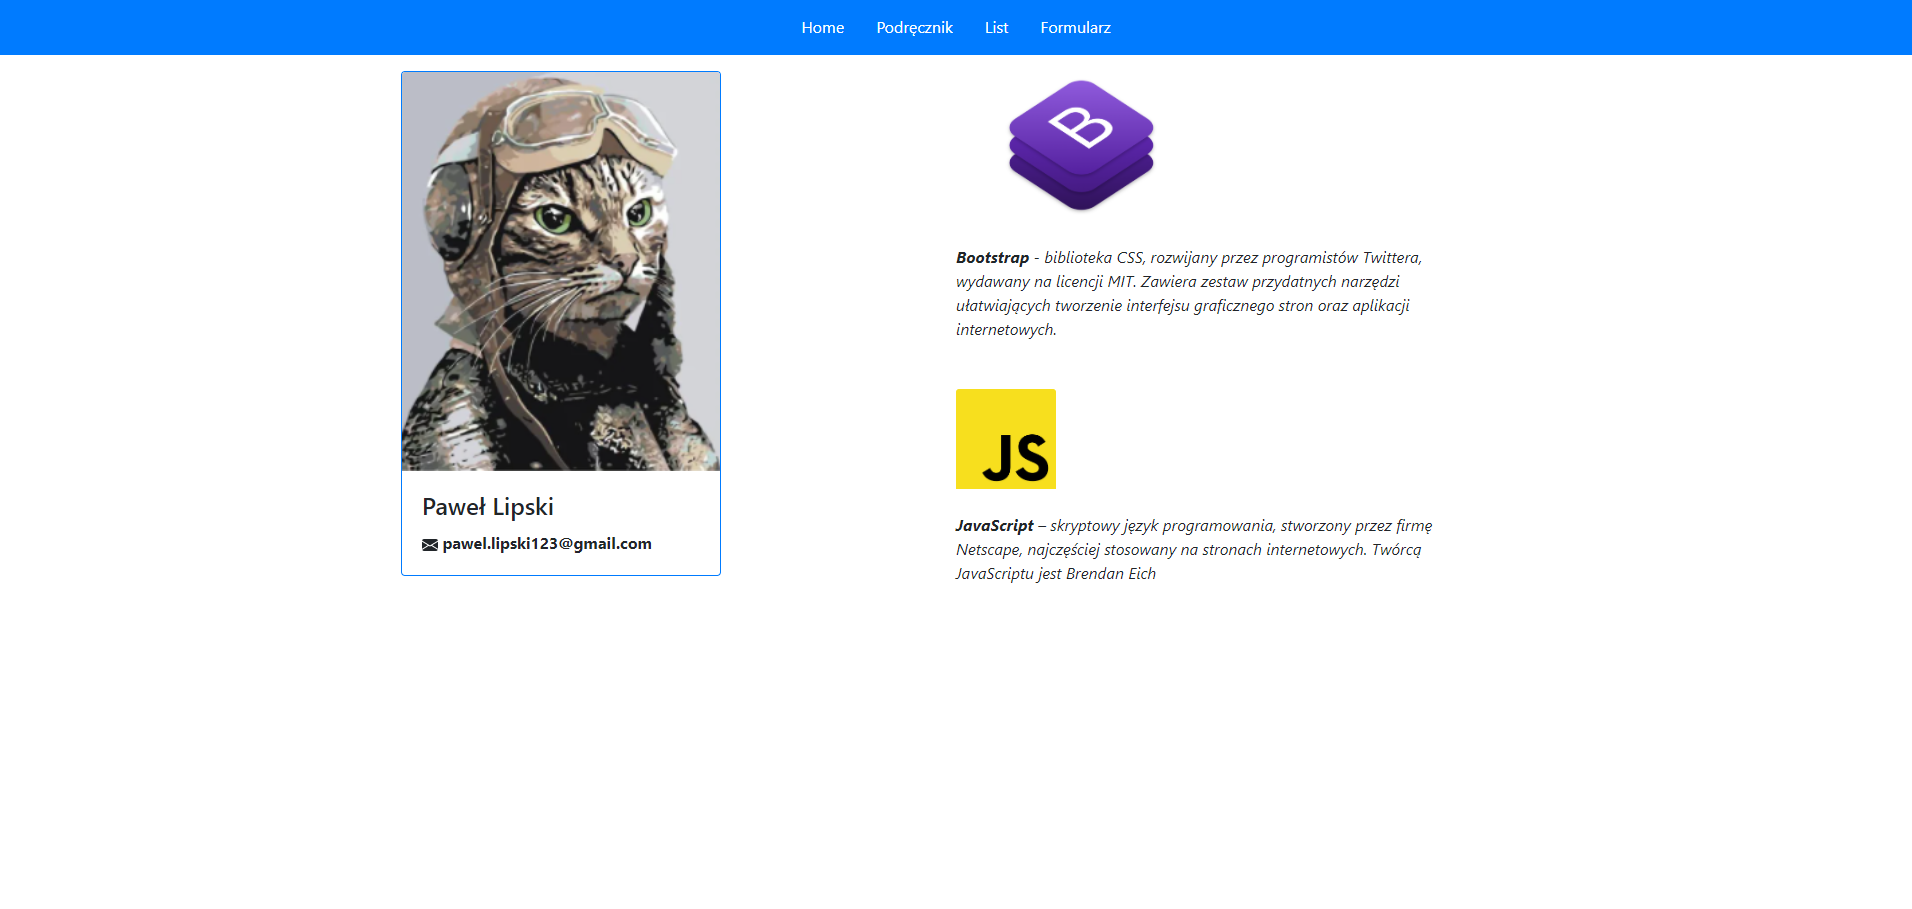 Home Podręcznik List Formularz
B
Bootstrap - biblioteka CSS, rozwijany przez programistów Twittera,
wydawany na licencji MIT. Zawiera zestaw przydatnych narzędzi
ułatwiających tworzenie interfejsu graficznego stron oraz aplikacji
internetowych.
JS
JavaScript – skryptowy język programowania, stworzony przez firmę
Netscape, najczęściej stosowany na stronach internetowych. Twórcą
JavaScriptu jest Brendan Eich
Paweł Lipski
pawel.lipski123@gmail.com